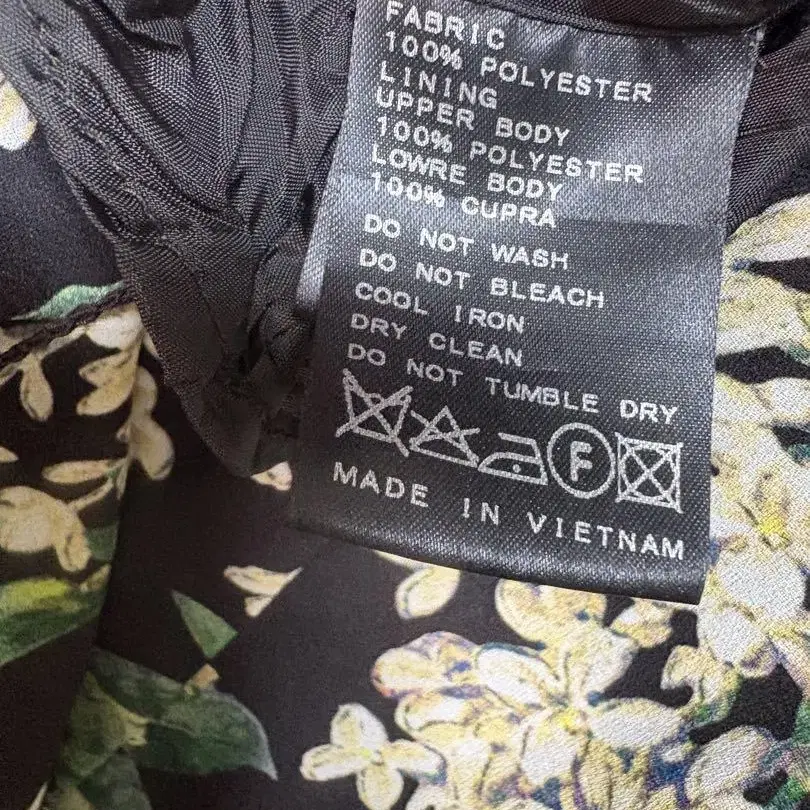 FABRIC
100% POLYESTER
LINING
UPPER BODY
100% POLYESTER
LOWRE BODY
100% CUPRA
DO NOT WASH
DO NOT BLEACH
COOL IRON
DRY CLEAN
DO NOT TUMBLE DRY
F
MADE IN VIETNAM